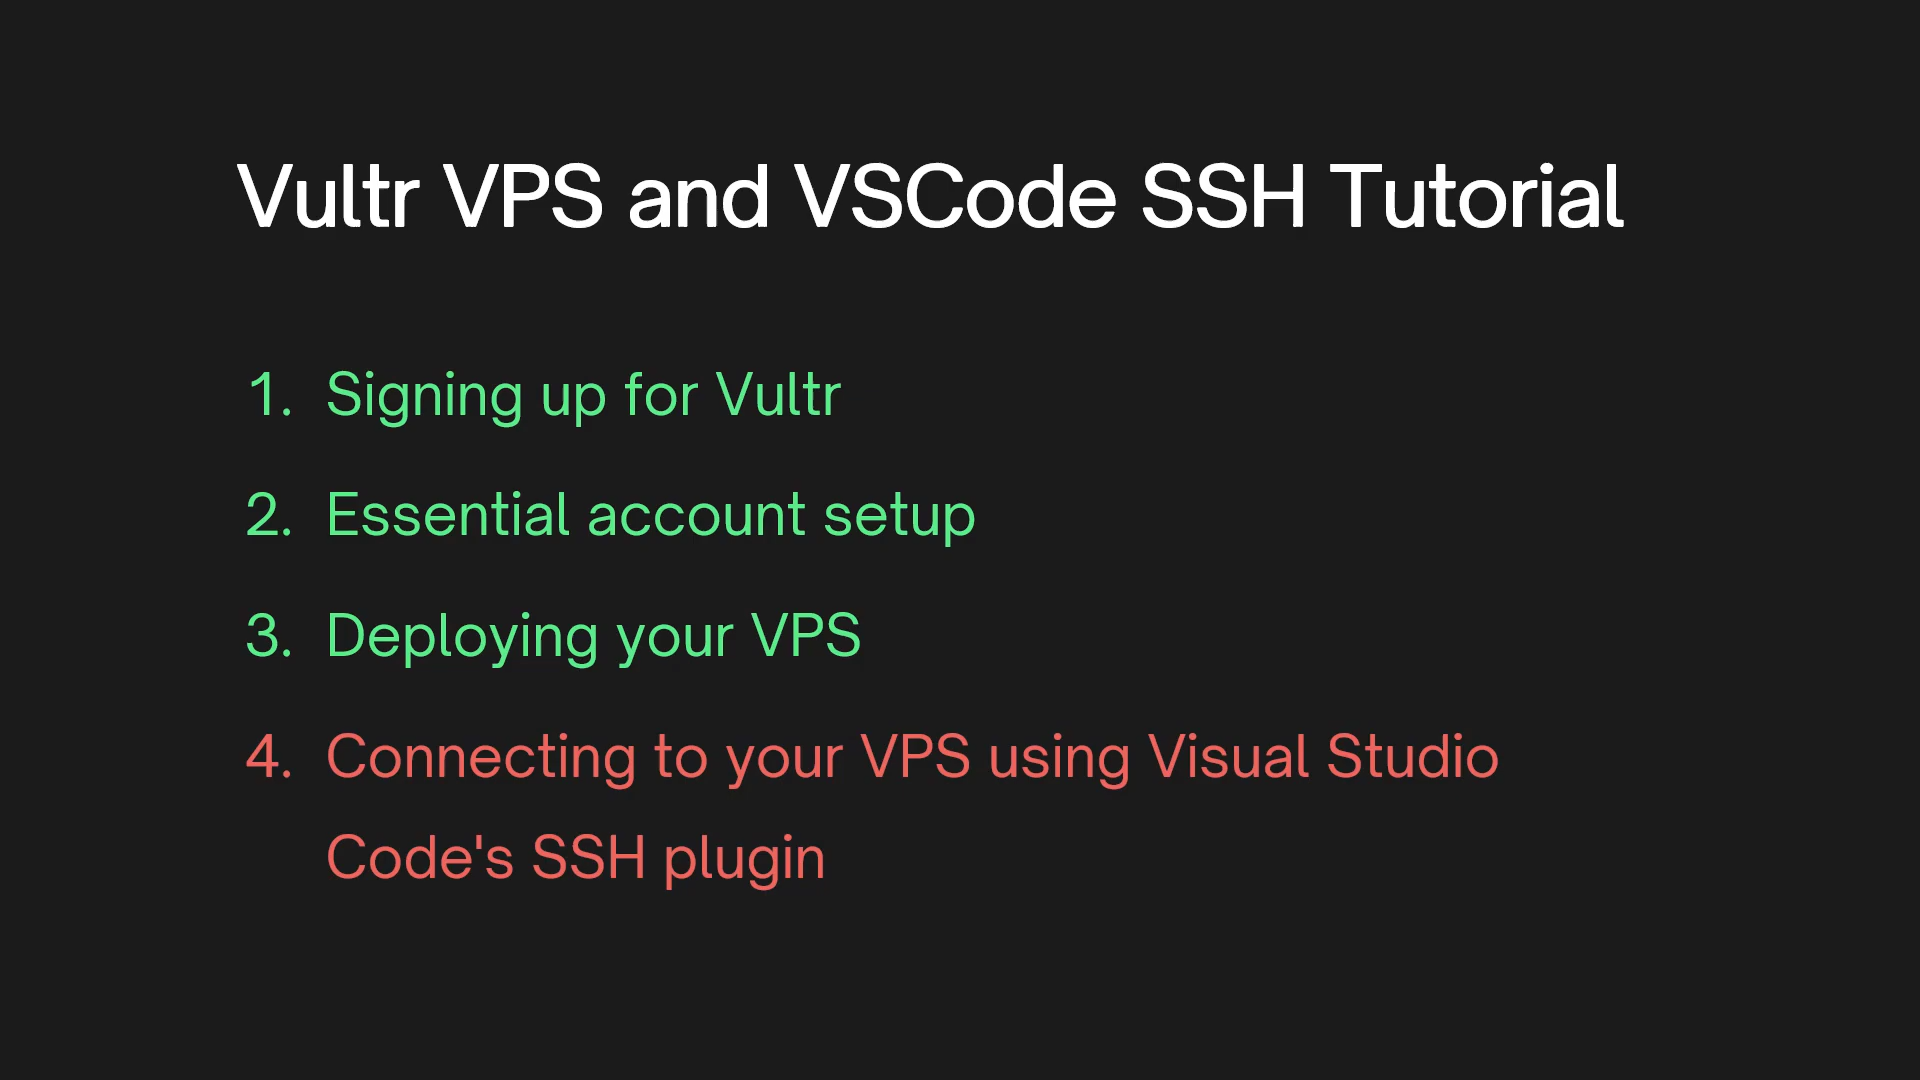 Vultr VPS and VSCode SSH Tutorial
1. Signing up for Vultr
2. Essential account setup
3. Deploying your VPS
4. Connecting to your VPS using Visual Studio
Code's SSH plugin